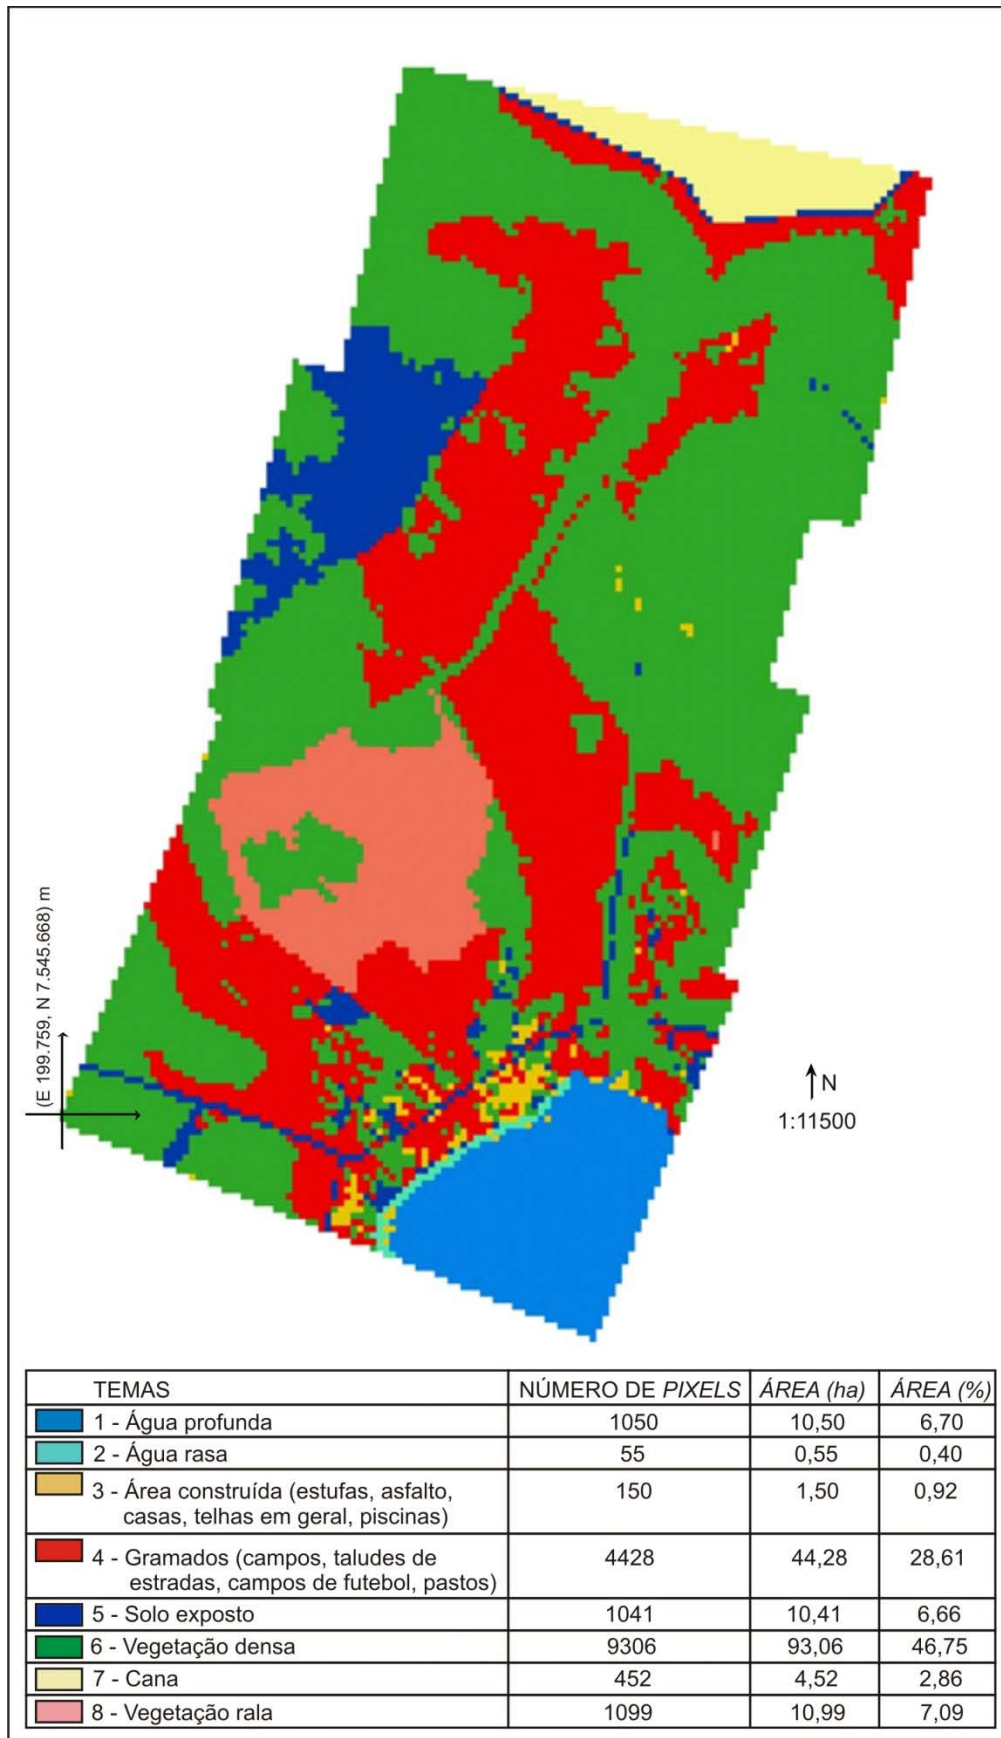 (E 199.759, N 7.545.668) m
N
1:11500
TEMAS NÚMERO DE PIXELS ÁREA (ha) ÁREA (%)
1 - Água profunda 1050 10,50 6,70
2 - Água rasa 55 0,55 0,40
3 - Área construída (estufas, asfalto, 150 1,50 0,92
casas, telhas em geral, piscinas)
4 - Gramados (campos, taludes de 4428 44,28 28,61
estradas, campos de futebol, pastos)
5 - Solo exposto 1041 10,41 6,66
6 - Vegetação densa 9306 93,06 46,75
7 - Cana 452 4,52 2,86
8 - Vegetação rala 1099 10,99 7,09